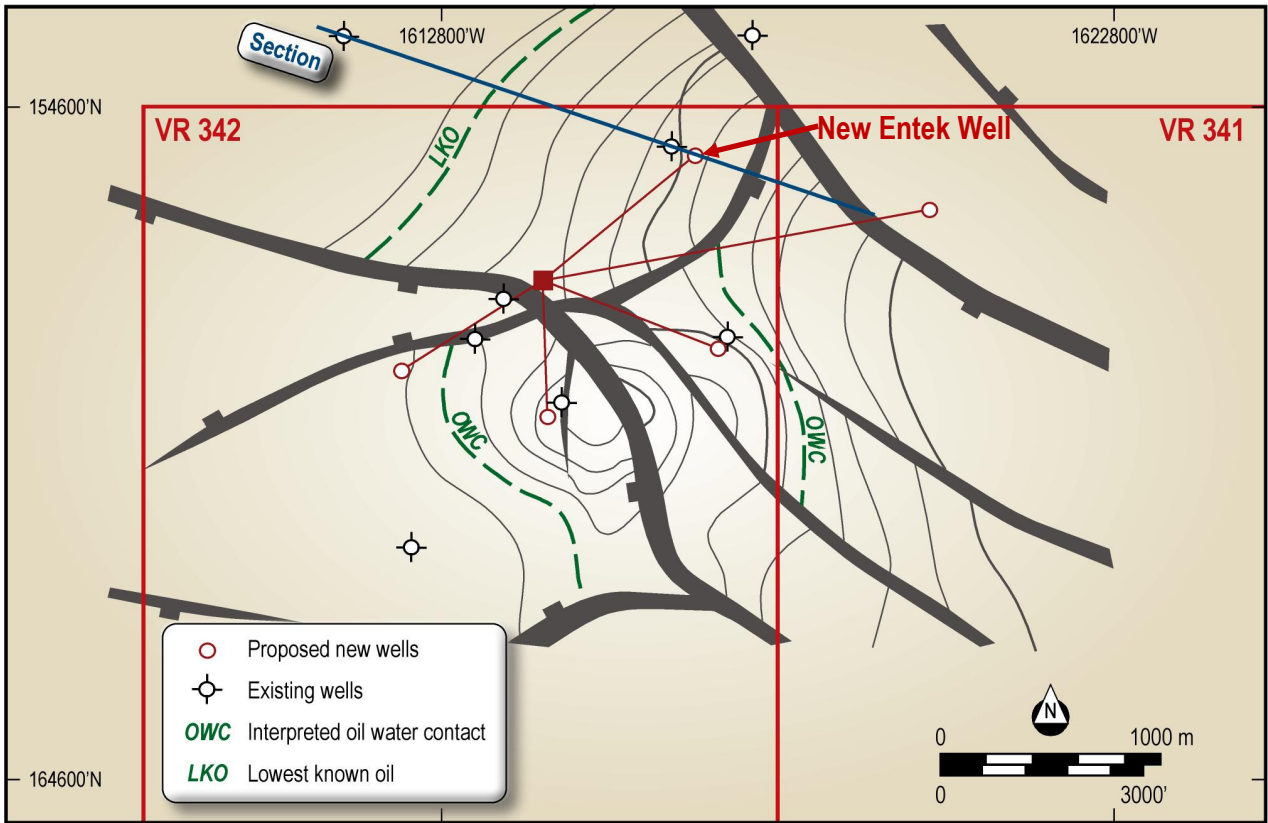 1612800'W
1622800'W
Section
154600'N
VR 342
New Entek Well
VR 341
LKO
OWC
OWC
Proposed new wells
Existing wells
OWC Interpreted oil water contact
LKO Lowest known oil
N
0 1000 m
0 3000'
164600'N